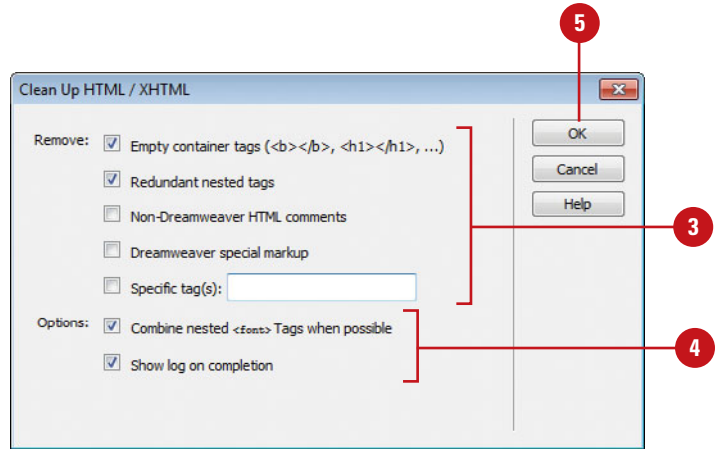 5
Clean Up HTML / XHTML
Remove: Empty container tags (<b></b>, <h1></h1>, ...)
Redundant nested tags
Non-Dreamweaver HTML comments
Dreamweaver special markup
Specific tag(s):
Options: Combine nested <font> Tags when possible
Show log on completion
OK
Cancel
Help
3
4